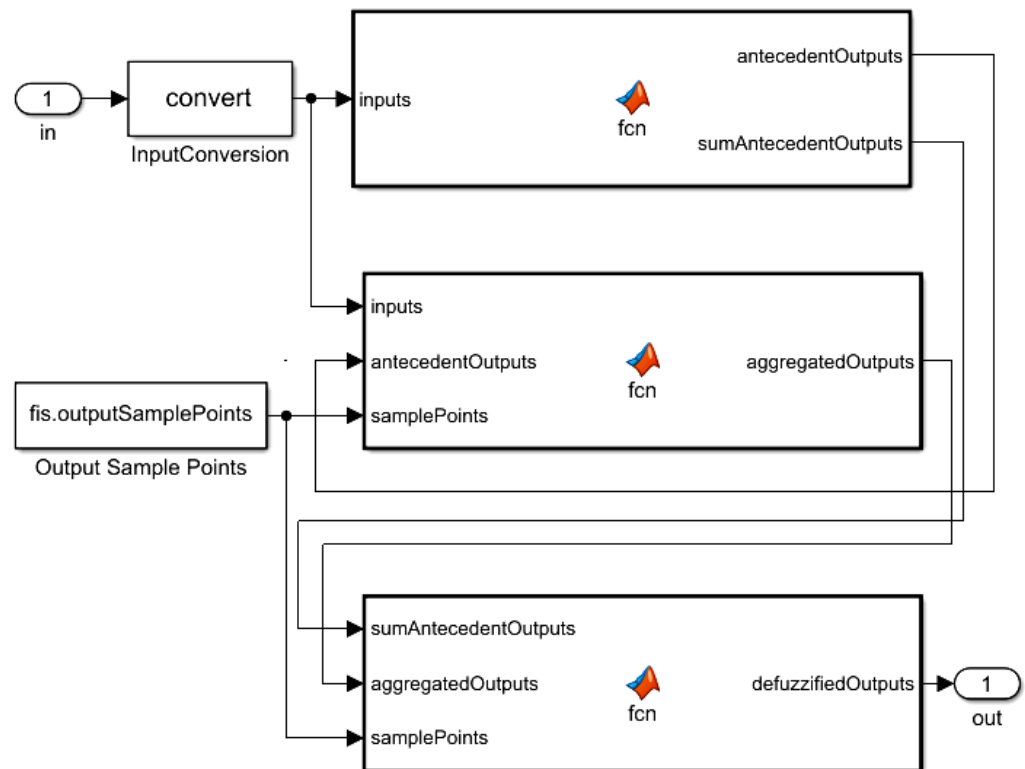 antecedentOutputs
1
convert
inputs
fcn
in
sumAntecedentOutputs
InputConversion
inputs
antecedentOutputs
aggregatedOutputs
fcn
fis.outputSamplePoints
samplePoints
Output Sample Points
sumAntecedentOutputs
aggregatedOutputs
defuzzifiedOutputs
1
fcn
out
samplePoints